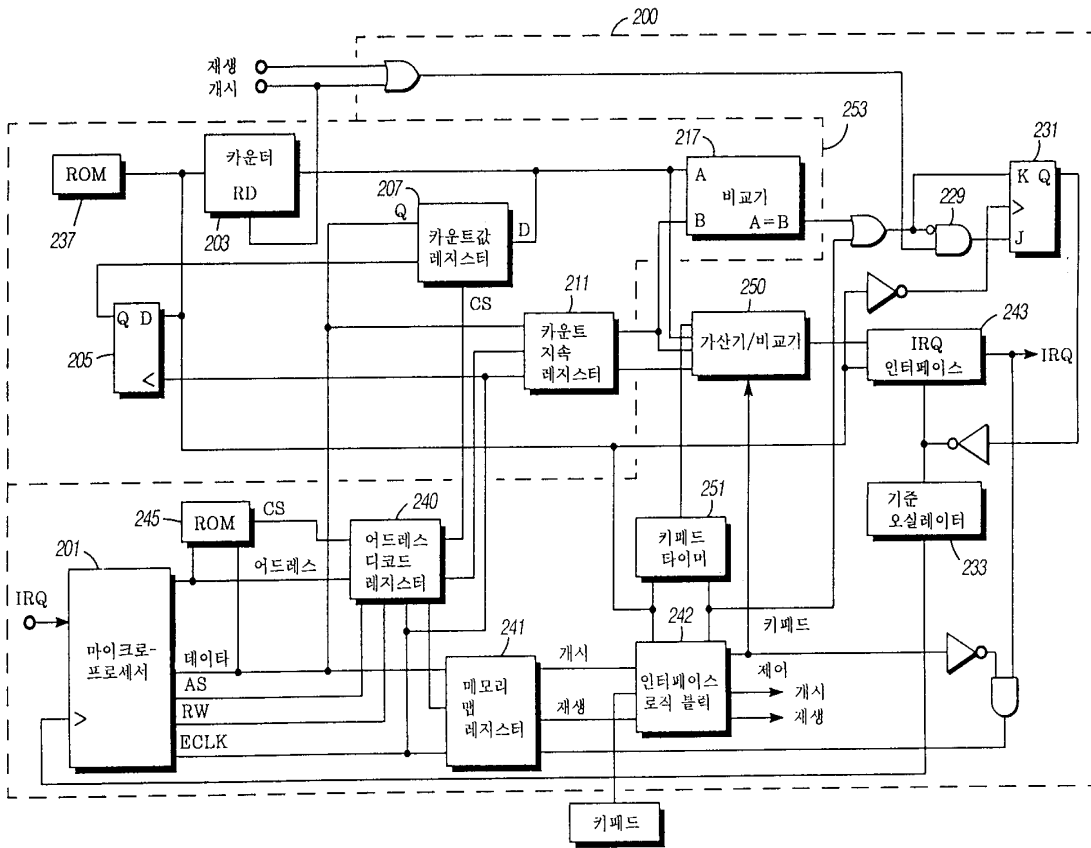 200
재생
개시
253
ROM
237
카운터
RD
203
207
Q
D
카운트값
레지스터
CS
217
A
B
비교기
A=B
229
231
K Q
J
Q D
205
211
카운트
지속
레지스터
250
가산기/비교기
243
IRQ
인터페이스
IRQ
기준
오실레이터
233
245
ROM
CS
어드레스
240
어드레스
디코드
레지스터
251
키패드
타이머
키패드
201
IRQ
마이크로-
프로세서
데이타
AS
RW
ECLK
241
메모리
맵
레지스터
개시
재생
242
인터페이스
로직 블럭
제어
개시
재생
키패드